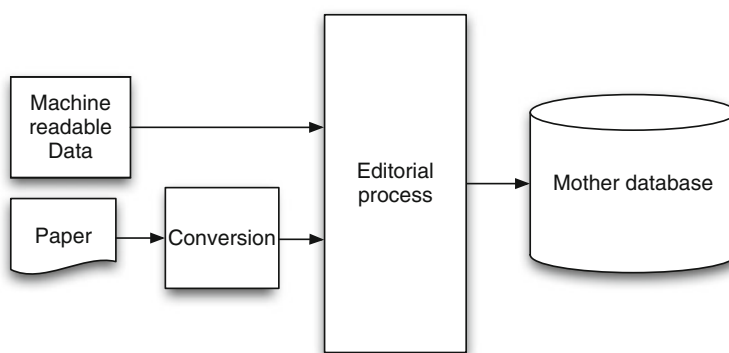 Machine
readable
Data
Paper
Conversion
Editorial
process
Mother database